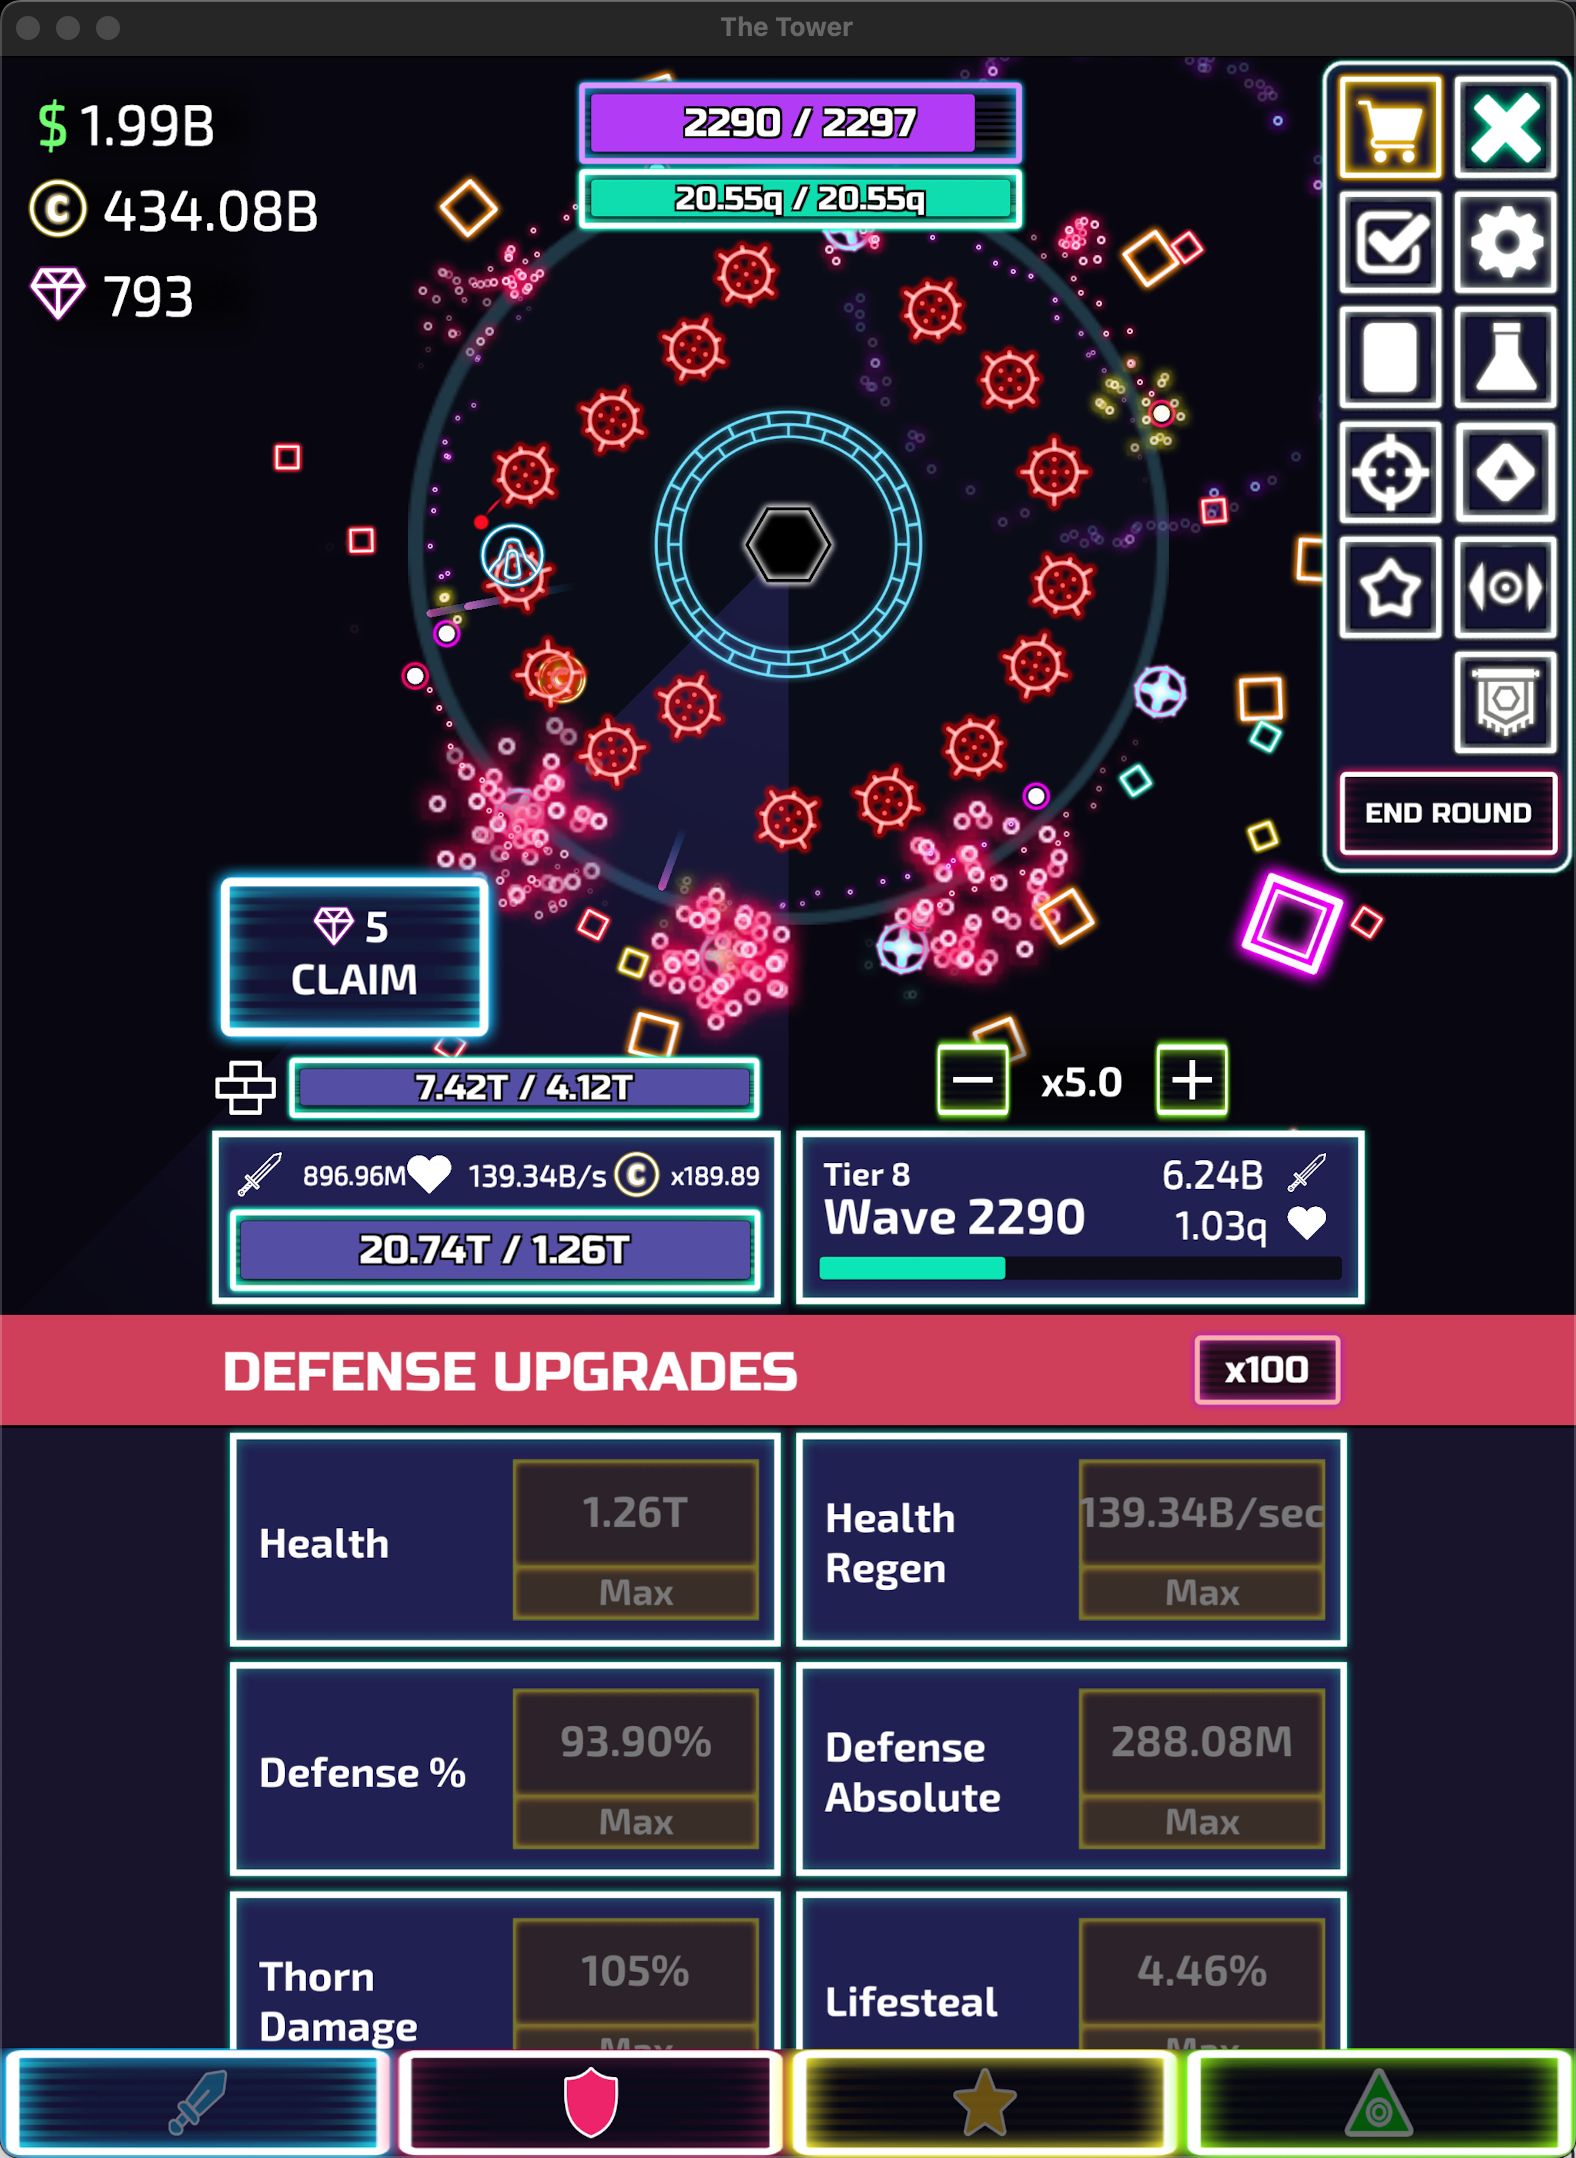 The Tower
$ 1.99B
C 434.08B
793
2290 / 2297
20.55q / 20.55q
END ROUND
5
CLAIM
7.42T / 4.12T
x5.0
896.96M
139.34B/s
C x189.89
20.74T / 1.26T
Tier 8
Wave 2290
6.24B
1.03q
DEFENSE UPGRADES
x100
Health
1.26T
Max
Health
Regen
139.34B/sec
Max
Defense %
93.90%
Max
Defense
Absolute
288.08M
Max
Thorn
Damage
105%
Max
Lifesteal
4.46%
Max